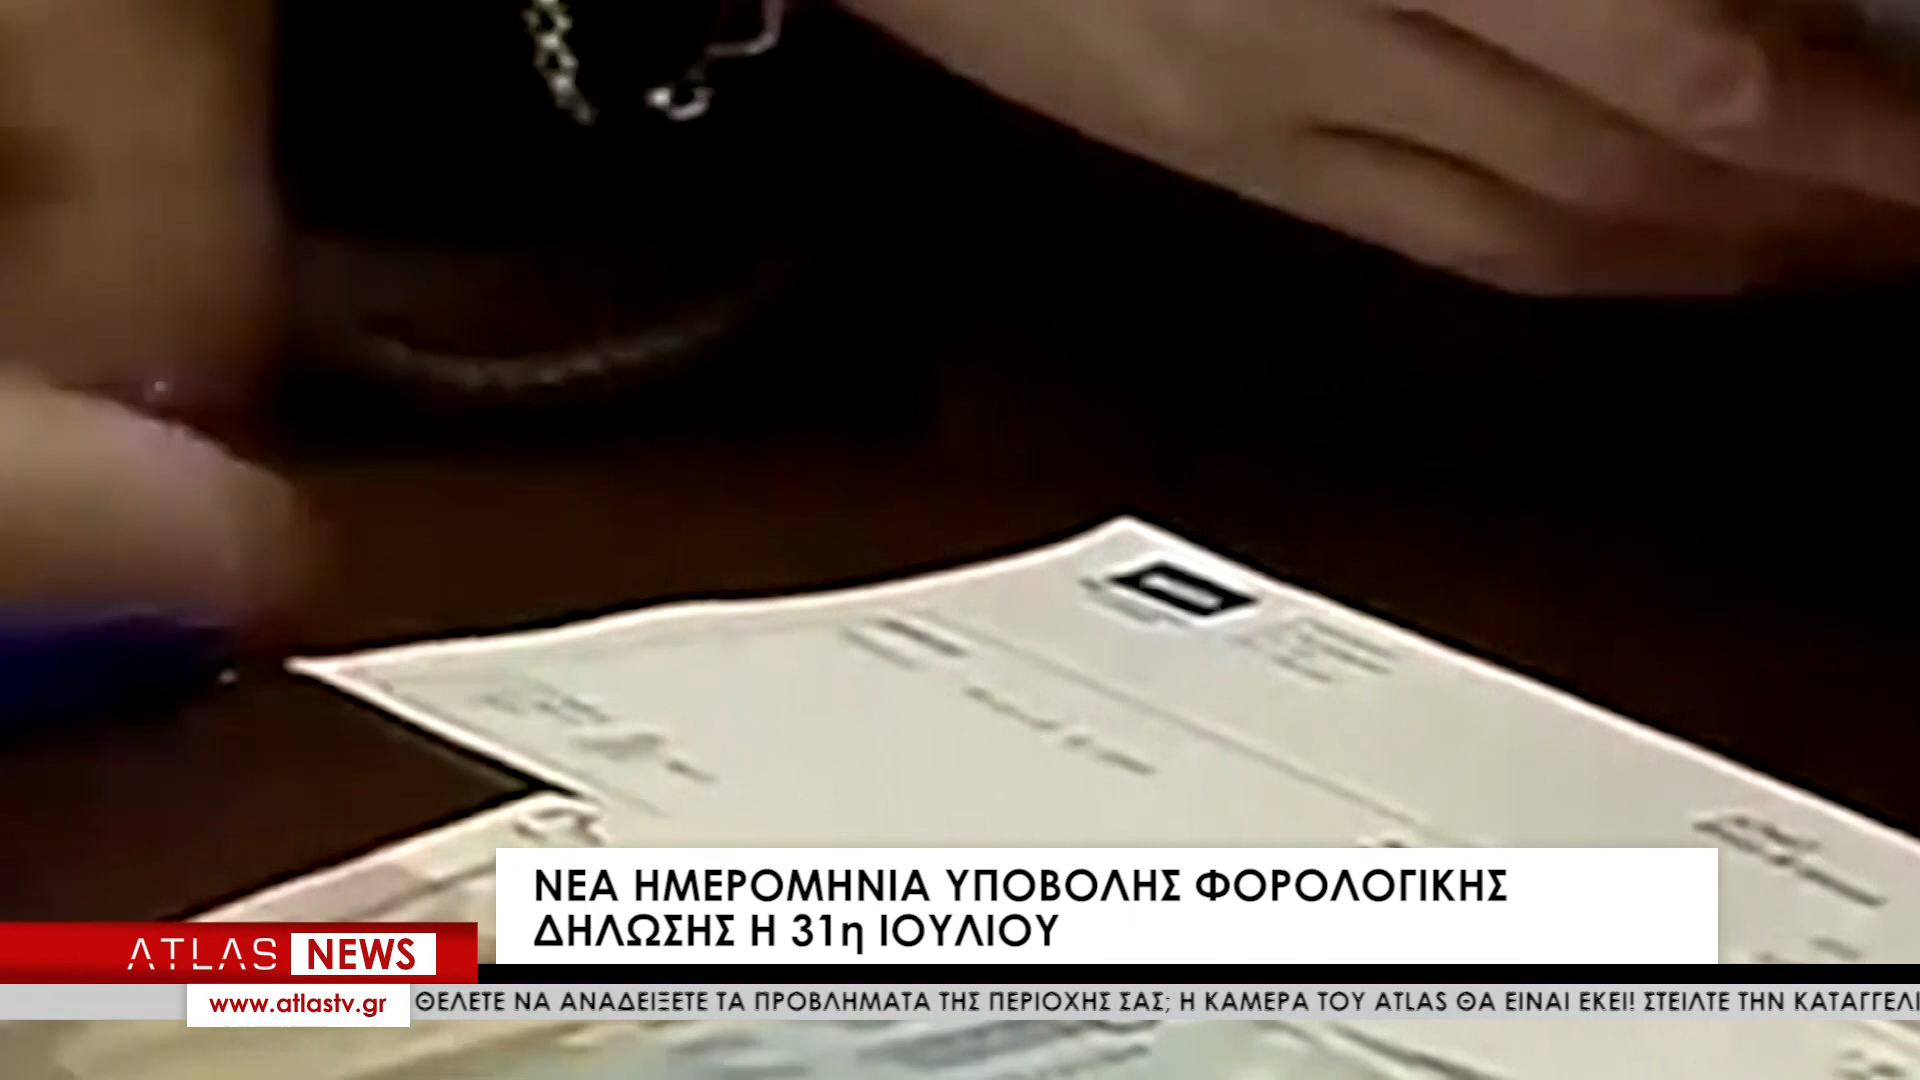 ΝΕΑ ΗΜΕΡΟΜΗΝΙΑ ΥΠΟΒΟΛΗΣ ΦΟΡΟΛΟΓΙΚΗΣ
ΔΗΛΩΣΗΣ Η 31η ΙΟΥΛΙΟΥ
ATLAS NEWS
www.atlastv.gr
ΘΕΛΕΤΕ ΝΑ ΑΝΑΔΕΙΞΕΤΕ ΤΑ ΠΡΟΒΛΗΜΑΤΑ ΤΗΣ ΠΕΡΙΟΧΗΣ ΣΑΣ; Η ΚΑΜΕΡΑ ΤΟΥ ATLAS ΘΑ ΕΙΝΑΙ ΕΚΕΙ! ΣΤΕΙΛΤΕ ΤΗΝ ΚΑΤΑΓΓΕΛΙ